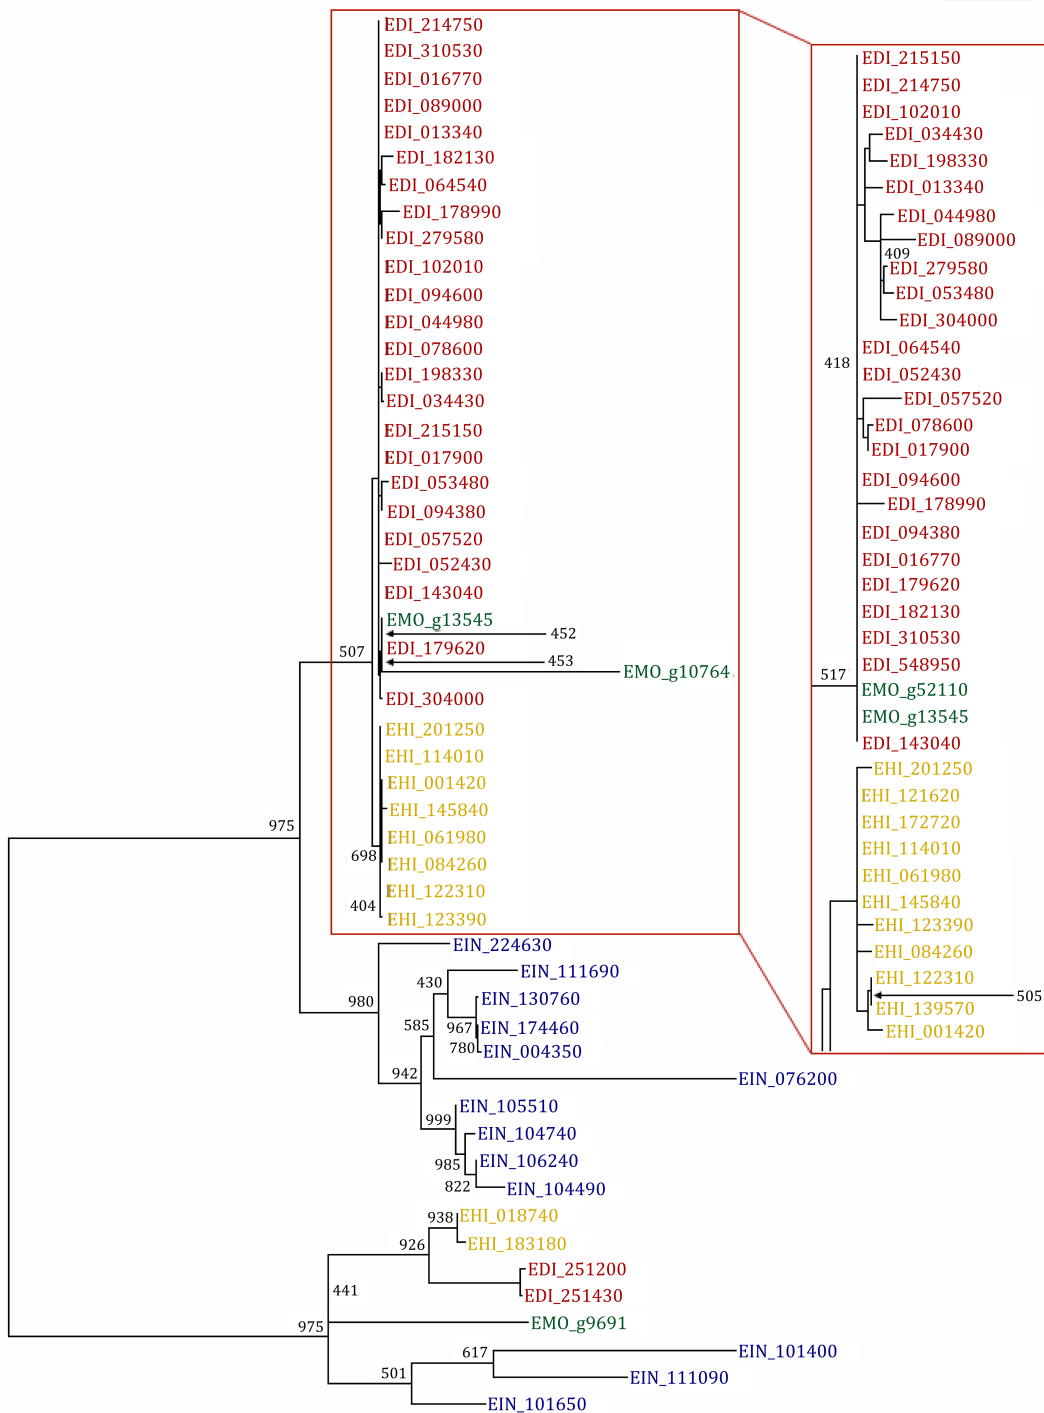 EDI_214750
EDI_310530
EDI_016770
EDI_089000
EDI_013340
EDI_182130
EDI_064540
EDI_178990
EDI_279580
EDI_102010
EDI_094600
EDI_044980
EDI_078600
EDI_198330
EDI_034430
EDI_215150
EDI_017900
EDI_053480
EDI_094380
EDI_057520
EDI_052430
EDI_143040
EMO_g13545
452
EDI_179620
507
453
EMO_g10764
EDI_304000
EHI_201250
EHI_114010
EHI_001420
EHI_145840
975
EHI_061980
698
EHI_084260
EHI_122310
404
EHI_123390
EIN_224630
EIN_111690
430
EIN_130760
980
585
967
EIN_174460
780
EIN_004350
942
EIN_076200
EIN_105510
999
EIN_104740
985
EIN_106240
822
EIN_104490
938
EHI_018740
926
EHI_183180
EDI_251200
441
EDI_251430
975
EMO_g9691
617
EIN_101400
501
EIN_111090
EIN_101650
EDI_215150
EDI_214750
EDI_102010
EDI_034430
EDI_198330
EDI_013340
EDI_044980
EDI_089000
409
EDI_279580
EDI_053480
EDI_304000
EDI_064540
418
EDI_052430
EDI_057520
EDI_078600
EDI_017900
EDI_094600
EDI_178990
EDI_094380
EDI_016770
EDI_179620
EDI_182130
EDI_310530
EDI_548950
517
EMO_g52110
EMO_g13545
EDI_143040
EHI_201250
EHI_121620
EHI_172720
EHI_114010
EHI_061980
EHI_145840
EHI_123390
EHI_084260
EHI_122310
505
EHI_139570
EHI_001420